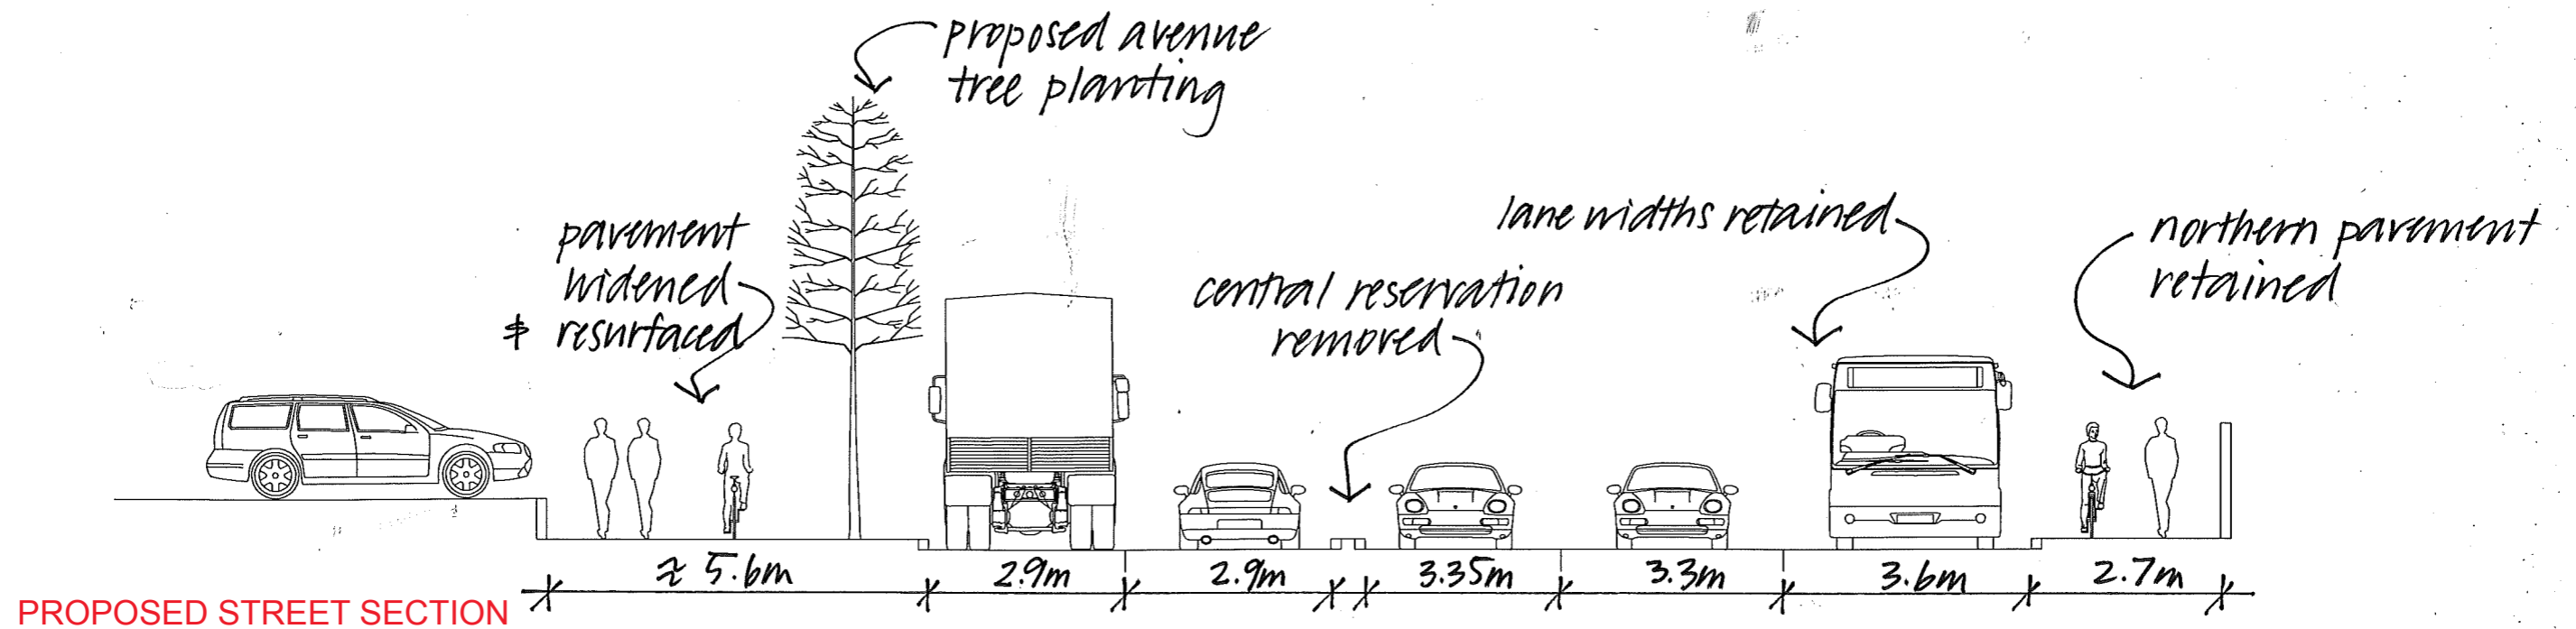 proposed avenue
tree planting
pavement
widened
& resurfaced
lane widths retained
northern pavement
retained
central reservation
removed
≈ 5.6m
2.9m
2.9m
3.35m
3.3m
3.6m
2.7m
PROPOSED STREET SECTION